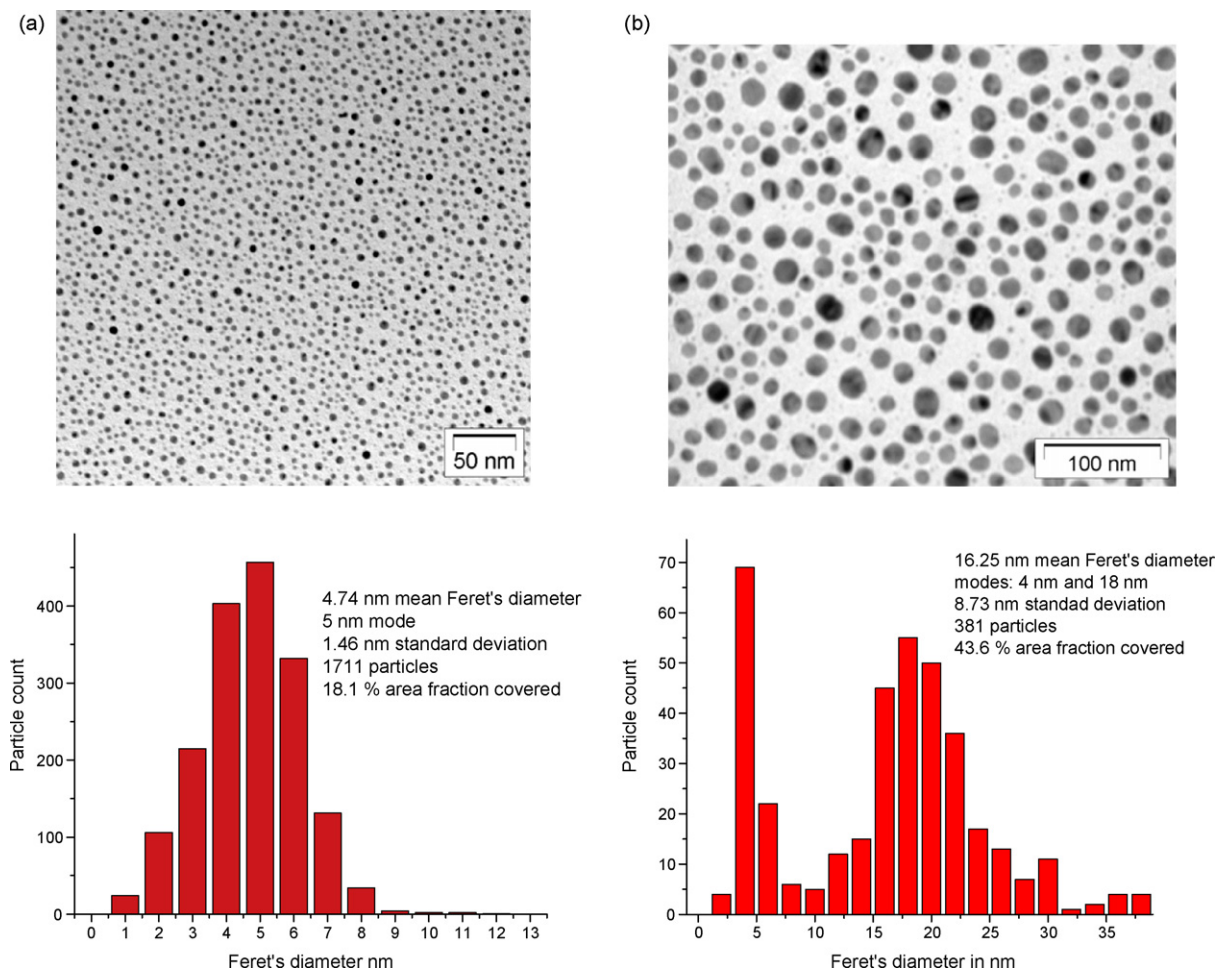 (a)
50 nm
(b)
100 nm
Particle count
400
300
200
100
0
4.74 nm mean Feret's diameter
5 nm mode
1.46 nm standard deviation
1711 particles
18.1 % area fraction covered
0 1 2 3 4 5 6 7 8 9 10 11 12 13
Feret's diameter nm
Particle count
70
60
50
40
30
20
10
0
16.25 nm mean Feret's diameter
modes: 4 nm and 18 nm
8.73 nm standad deviation
381 particles
43.6 % area fraction covered
0 5 10 15 20 25 30 35
Feret's diameter in nm